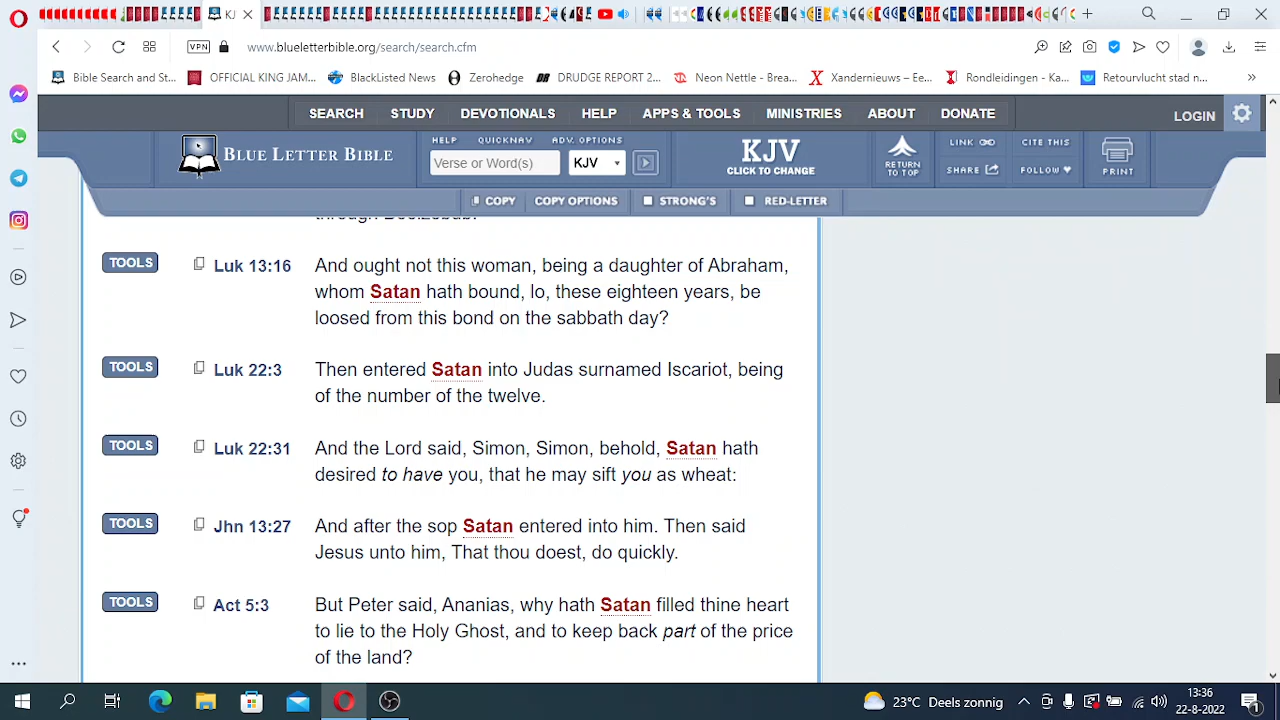 KJ
VPN
www.blueletterbible.org/search/search.cfm
Bible Search and St...
OFFICIAL KING JAM...
BlackListed News
Zerohedge
DRUDGE REPORT 2...
Neon Nettle - Brea...
Xandernieuws – Ee...
Rondleidingen - Ka...
Retourvlucht stad n...
SEARCH
STUDY
DEVOTIONALS
HELP
APPS & TOOLS
MINISTRIES
ABOUT
DONATE
LOGIN
BLUE LETTER BIBLE
HELP
QUICKNAV
ADV. OPTIONS
Verse or Word(s)
KJV
KJV
CLICK TO CHANGE
RETURN
TO TOP
LINK
CITE THIS
SHARE
FOLLOW
PRINT
COPY
COPY OPTIONS
STRONG'S
RED-LETTER
through Beelzebub.
TOOLS
Luk 13:16
And ought not this woman, being a daughter of Abraham,
whom Satan hath bound, lo, these eighteen years, be
loosed from this bond on the sabbath day?
TOOLS
Luk 22:3
Then entered Satan into Judas surnamed Iscariot, being
of the number of the twelve.
TOOLS
Luk 22:31
And the Lord said, Simon, Simon, behold, Satan hath
desired to have you, that he may sift you as wheat:
TOOLS
Jhn 13:27
And after the sop Satan entered into him. Then said
Jesus unto him, That thou doest, do quickly.
TOOLS
Act 5:3
But Peter said, Ananias, why hath Satan filled thine heart
to lie to the Holy Ghost, and to keep back part of the price
of the land?
23°C Deels zonnig
13:36
22-8-2022
1